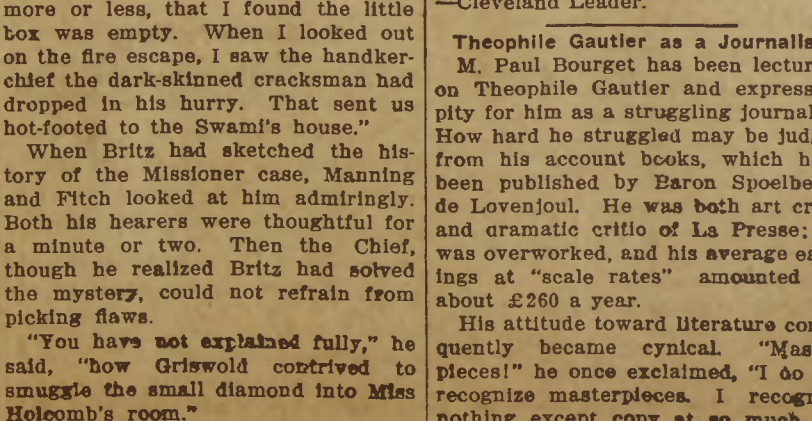 more or less, that I found the little
box was empty. When I looked out
on the fire escape, I saw the handker-
chief the dark-skinned cracksman had
dropped in his hurry. That sent us
hot-footed to the Swami's house."
When Britz had sketched the his-
tory of the Missioner case, Manning
and Fitch looked at him admiringly.
Both his hearers were thoughtful for
a minute or two. Then the Chief,
though he realized Britz had solved
the mystery, could not refrain from
picking flaws.
"You have not explained fully," he
said, "how Griswold contrived to
smuggle the small diamond into Miss
Holcomb's room."
—Cleveland Leader.
Theophile Gautier as a Journalis
M. Paul Bourget has been lectur
on Theophile Gautier and express
pity for him as a struggling journal
How hard he struggled may be jud
from his account books, which h
been published by Baron Spoelbe
de Lovenjoul. He was both art cr
and dramatic critic of La Presse;
was overworked, and his average ea
ings at "scale rates" amounted
about £260 a year.
His attitude toward literature con
quently became cynical. "Mas
pieces!" he once exclaimed, "I do
recognize masterpieces. I recogn
nothing except copy at so much